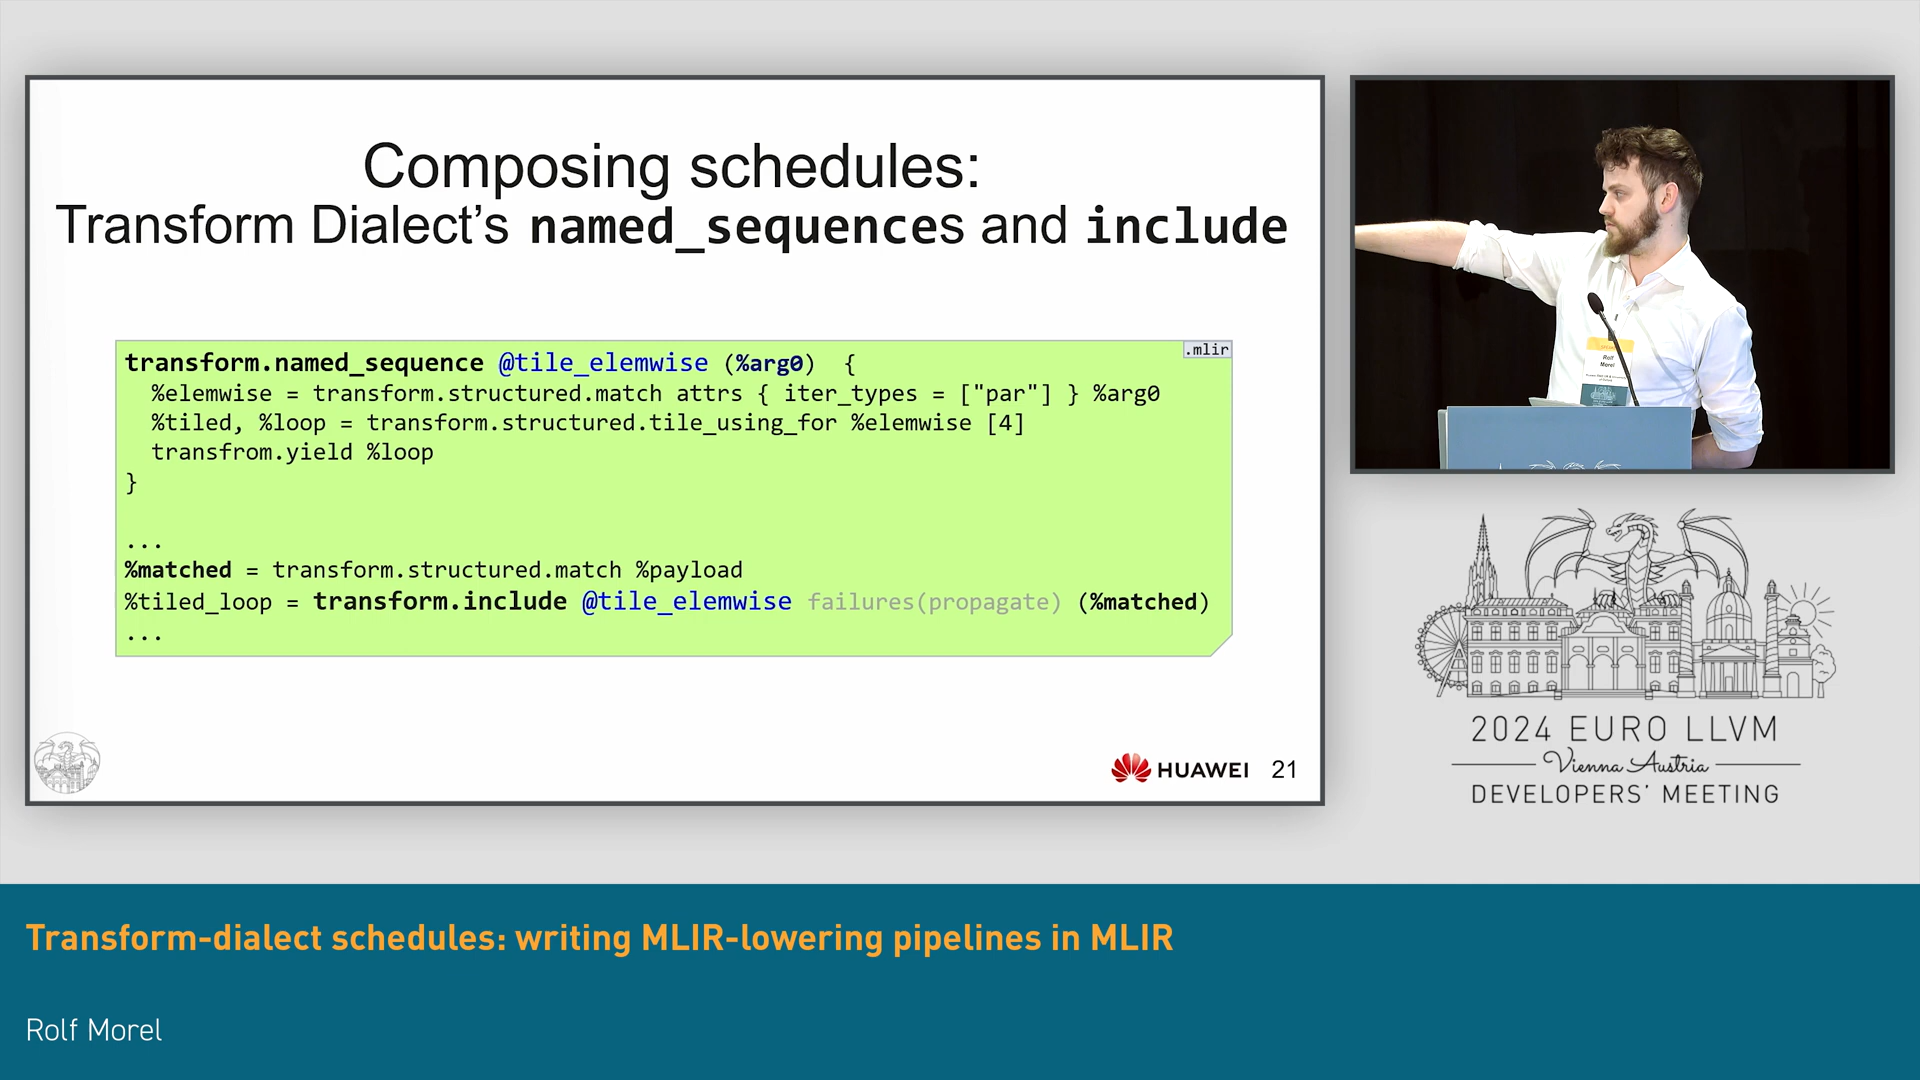 Composing schedules:
Transform Dialect’s named_sequences and include
.mlir
transform.named_sequence @tile_elemwise (%arg0) {
%elemwise = transform.structured.match attrs { iter_types = ["par"] } %arg0
%tiled, %loop = transform.structured.tile_using_for %elemwise [4]
transfrom.yield %loop
}
...
%matched = transform.structured.match %payload
%tiled_loop = transform.include @tile_elemwise failures(propagate) (%matched)
...
HUAWEI 21
Rolf
Morel
2024 EURO LLVM
Vienna Austria
DEVELOPERS’ MEETING
Transform-dialect schedules: writing MLIR-lowering pipelines in MLIR
Rolf Morel